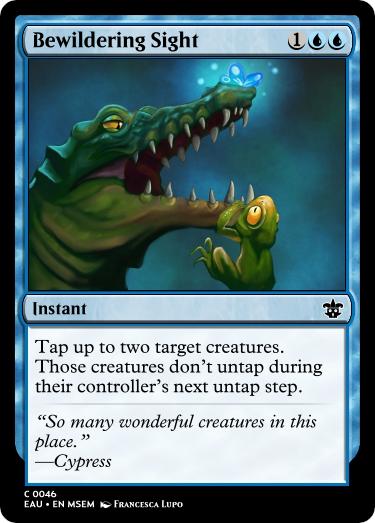 Bewildering Sight 1
Instant
Tap up to two target creatures.
Those creatures don't untap during
their controller's next untap step.
"So many wonderful creatures in this
place."
—Cypress
C 0046
EAU • EN MSEM Francesca Lupo